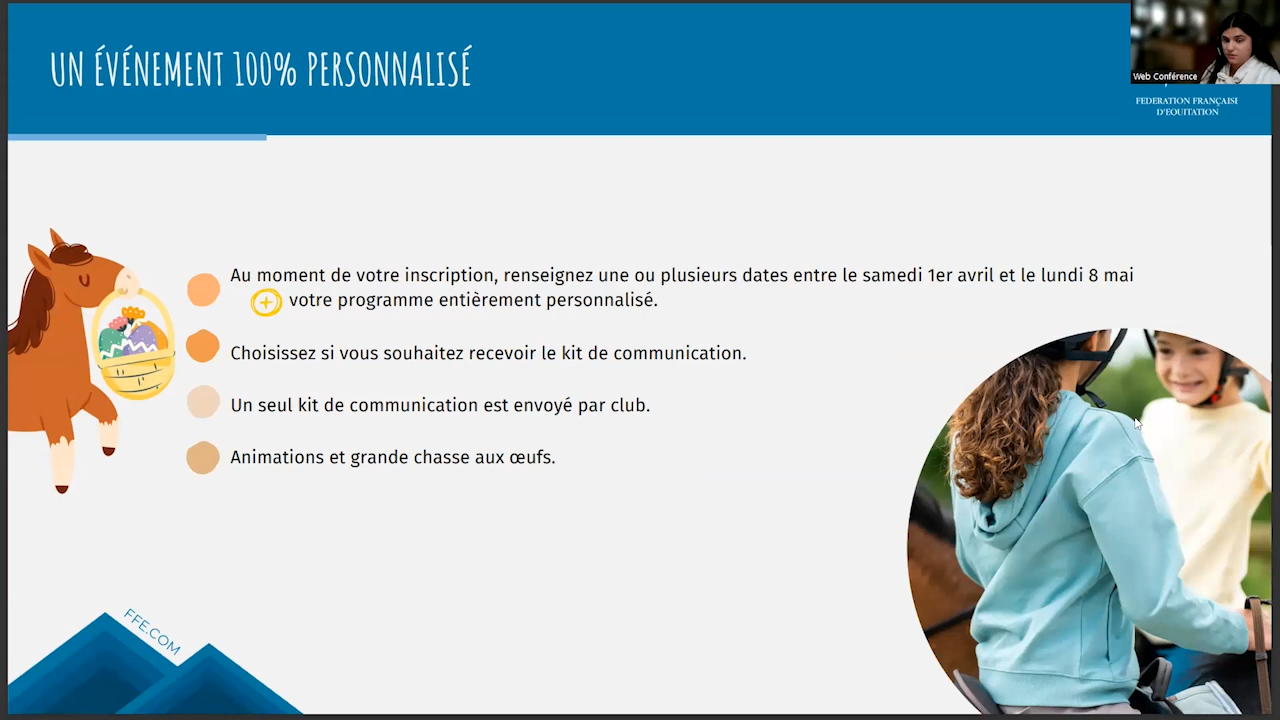 UN ÉVÉNEMENT 100% PERSONNALISÉ
Web Conférence
FEDERATION FRANÇAISE
D'EQUITATION
Au moment de votre inscription, renseignez une ou plusieurs dates entre le samedi 1er avril et le lundi 8 mai
+ votre programme entièrement personnalisé.
Choisissez si vous souhaitez recevoir le kit de communication.
Un seul kit de communication est envoyé par club.
Animations et grande chasse aux œufs.
FFE.COM